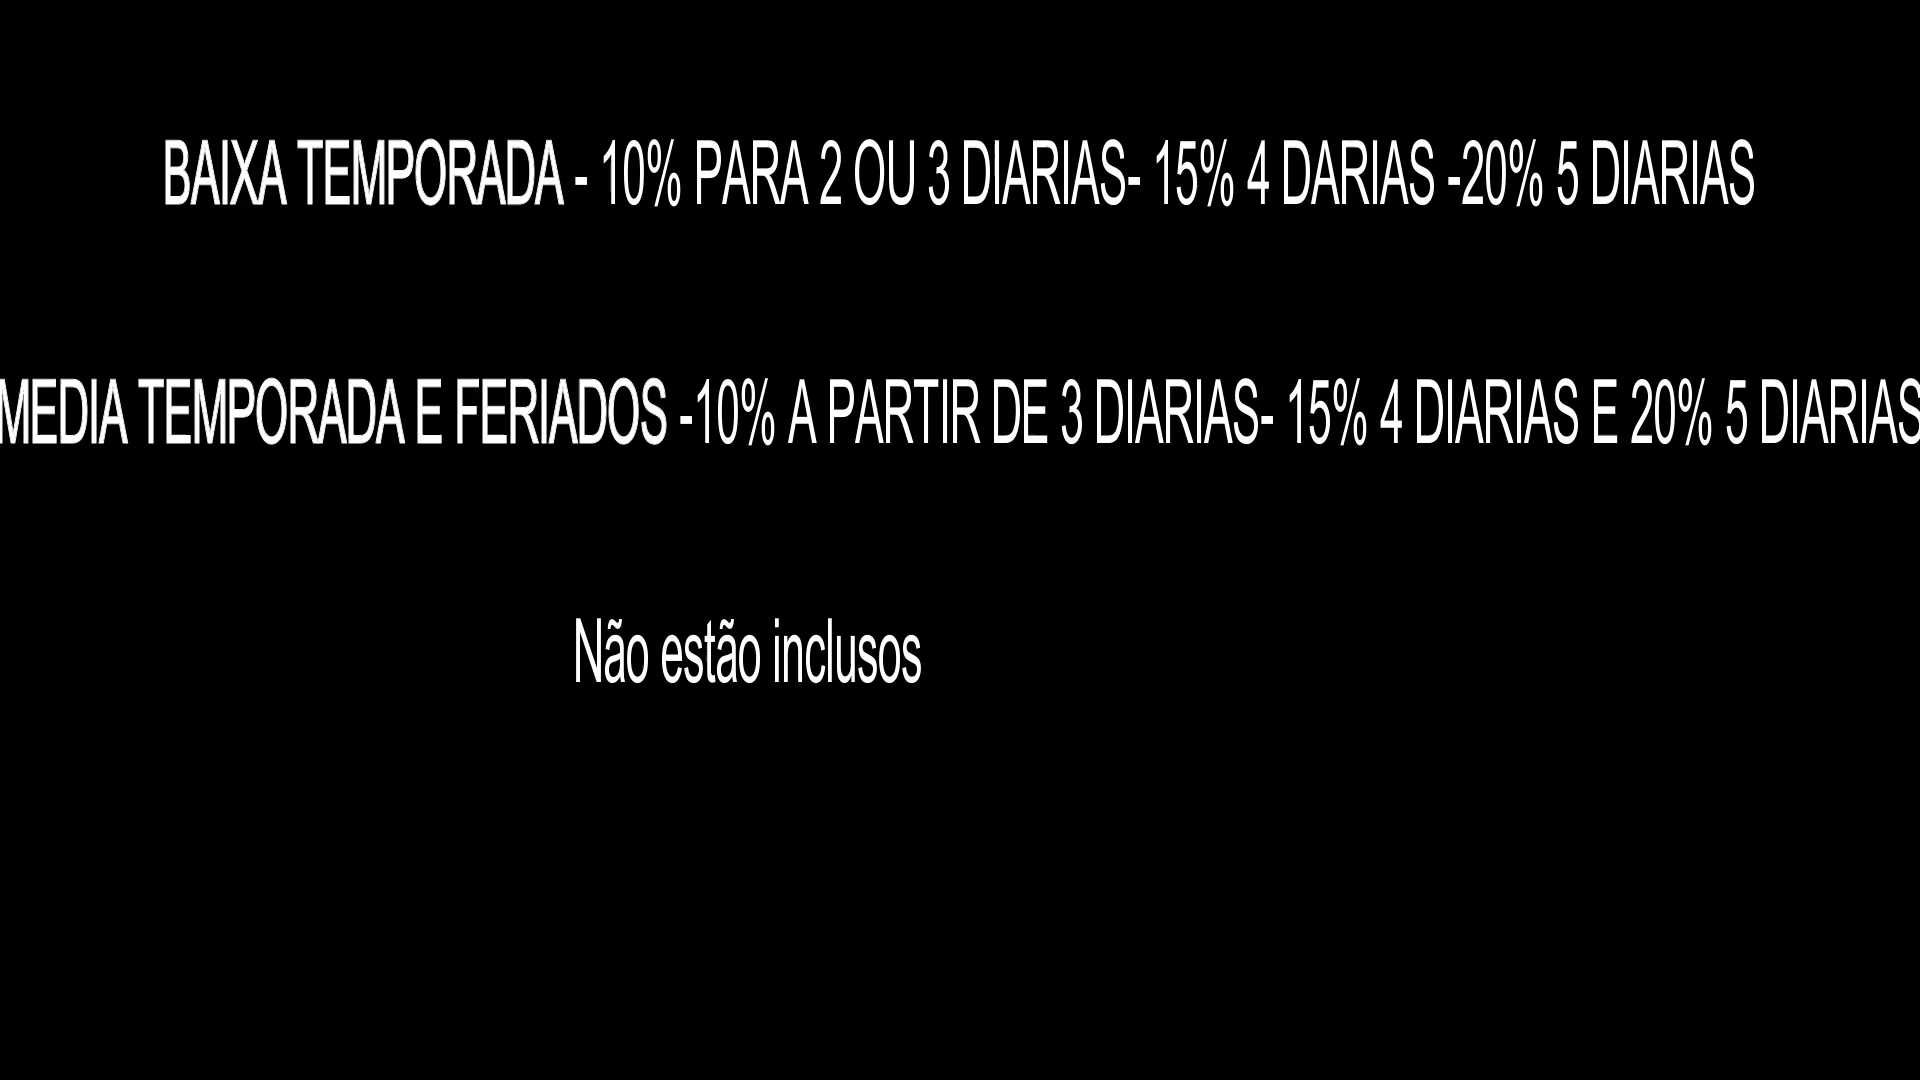 BAIXA TEMPORADA - 10% PARA 2 OU 3 DIARIAS- 15% 4 DARIAS -20% 5 DIARIAS
MEDIA TEMPORADA E FERIADOS -10% A PARTIR DE 3 DIARIAS- 15% 4 DIARIAS E 20% 5 DIARIAS
Não estão inclusos